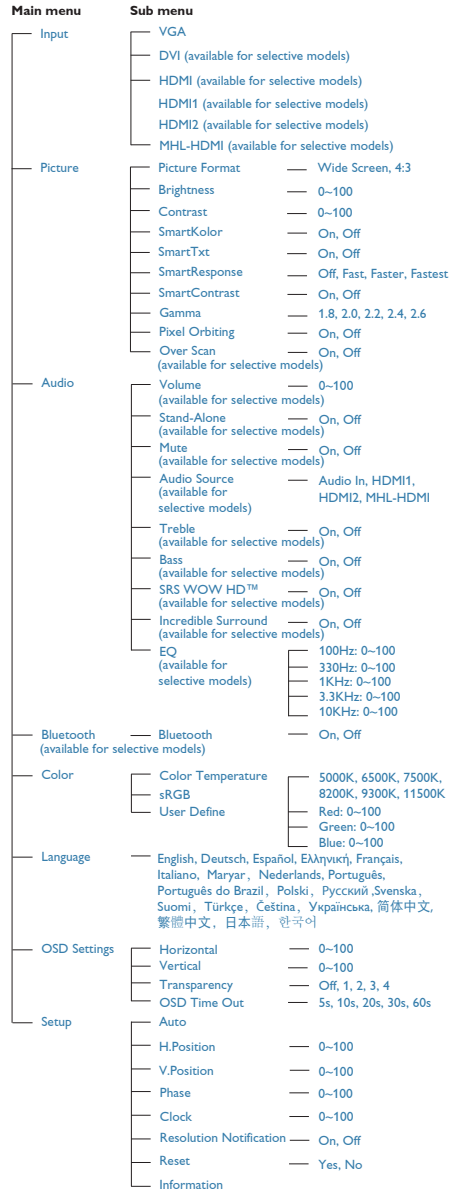 Main menu Sub menu
Input VGA
DVI (available for selective models)
HDMI (available for selective models)
HDMI1 (available for selective models)
HDMI2 (available for selective models)
MHL-HDMI (available for selective models)
Picture Picture Format Wide Screen, 4:3
Brightness 0~100
Contrast 0~100
SmartKolor On, Off
SmartTxt On, Off
SmartResponse Off, Fast, Faster, Fastest
SmartContrast On, Off
Gamma 1.8, 2.0, 2.2, 2.4, 2.6
Pixel Orbiting On, Off
Over Scan On, Off
(available for selective models)
Audio Volume 0~100
(available for selective models)
Stand-Alone On, Off
(available for selective models)
Mute On, Off
(available for selective models)
Audio Source Audio In, HDMI1,
(available for HDMI2, MHL-HDMI
selective models)
Treble On, Off
(available for selective models)
Bass On, Off
(available for selective models)
SRS WOW HD™ On, Off
(available for selective models)
Incredible Surround On, Off
(available for selective models)
EQ 100Hz: 0~100
(available for 330Hz: 0~100
selective models) 1KHz: 0~100
3.3KHz: 0~100
10KHz: 0~100
Bluetooth Bluetooth On, Off
(available for selective models)
Color Color Temperature 5000K, 6500K, 7500K,
sRGB 8200K, 9300K, 11500K
User Define Red: 0~100
Green: 0~100
Blue: 0~100
Language English, Deutsch, Español, Ελληνική, Français,
Italiano, Maryar, Nederlands, Português,
Português do Brazil, Polski, Русский ,Svenska,
Suomi, Türkçe, Čeština, Українська, 简体中文,
繁體中文, 日本語, 한국어
OSD Settings Horizontal 0~100
Vertical 0~100
Transparency Off, 1, 2, 3, 4
OSD Time Out 5s, 10s, 20s, 30s, 60s
Setup Auto
H.Position 0~100
V.Position 0~100
Phase 0~100
Clock 0~100
Resolution Notification On, Off
Reset Yes, No
Information